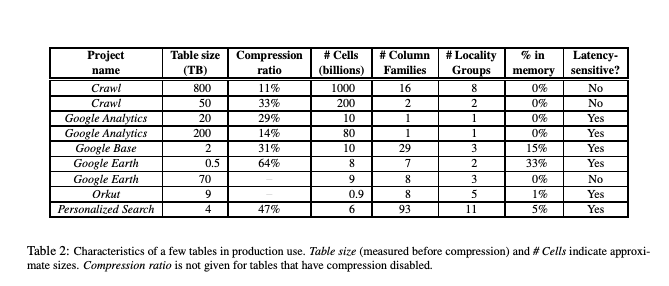 Project name Table size (TB) Compression ratio # Cells (billions) # Column Families # Locality Groups % in memory Latency-sensitive?
Crawl 800 11% 1000 16 8 0% No
Crawl 50 33% 200 2 2 0% No
Google Analytics 20 29% 10 1 1 0% Yes
Google Analytics 200 14% 80 1 1 0% Yes
Google Base 2 31% 10 29 3 15% Yes
Google Earth 0.5 64% 8 7 2 33% Yes
Google Earth 70 – 9 8 3 0% No
Orkut 9 – 0.9 8 5 1% Yes
Personalized Search 4 47% 6 93 11 5% Yes
Table 2: Characteristics of a few tables in production use. Table size (measured before compression) and # Cells indicate approxi-
mate sizes. Compression ratio is not given for tables that have compression disabled.